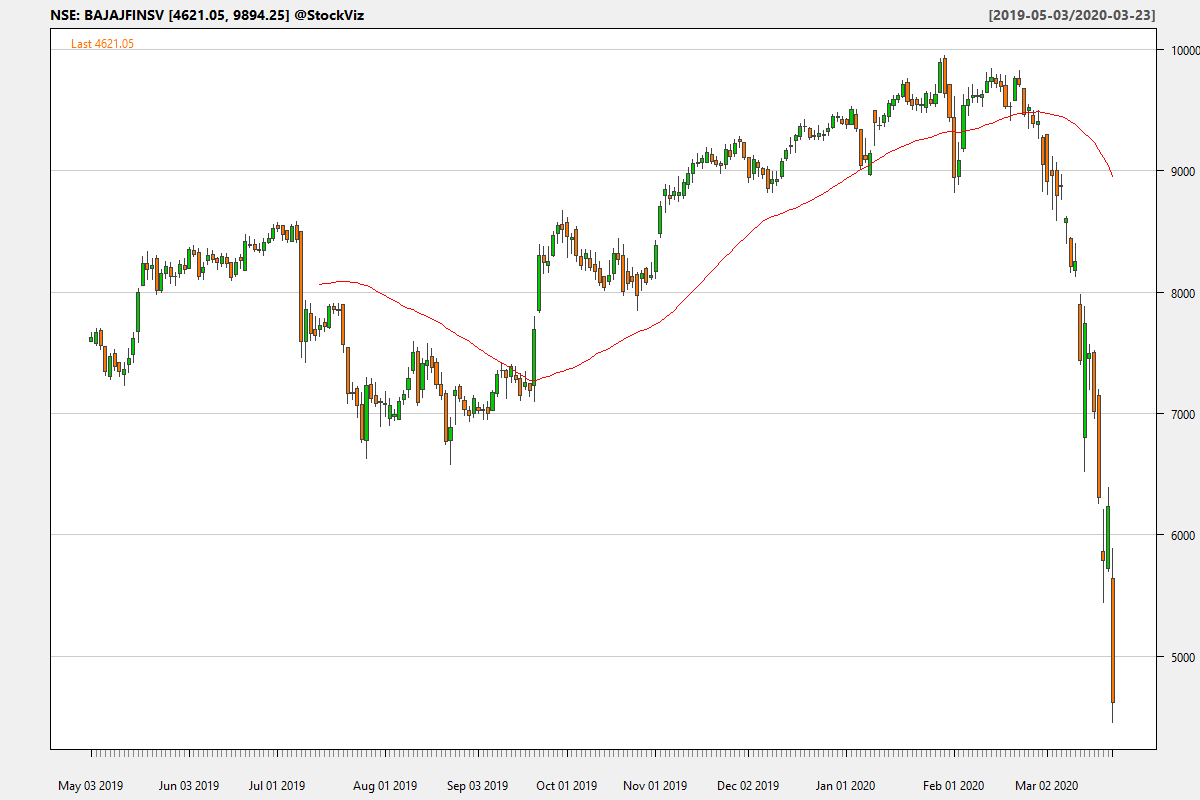 NSE: BAJAJFINSV [4621.05, 9894.25] @StockViz
[2019-05-03/2020-03-23]
Last 4621.05
10000
9000
8000
7000
6000
5000
May 03 2019 Jun 03 2019 Jul 01 2019 Aug 01 2019 Sep 03 2019 Oct 01 2019 Nov 01 2019 Dec 02 2019 Jan 01 2020 Feb 01 2020 Mar 02 2020